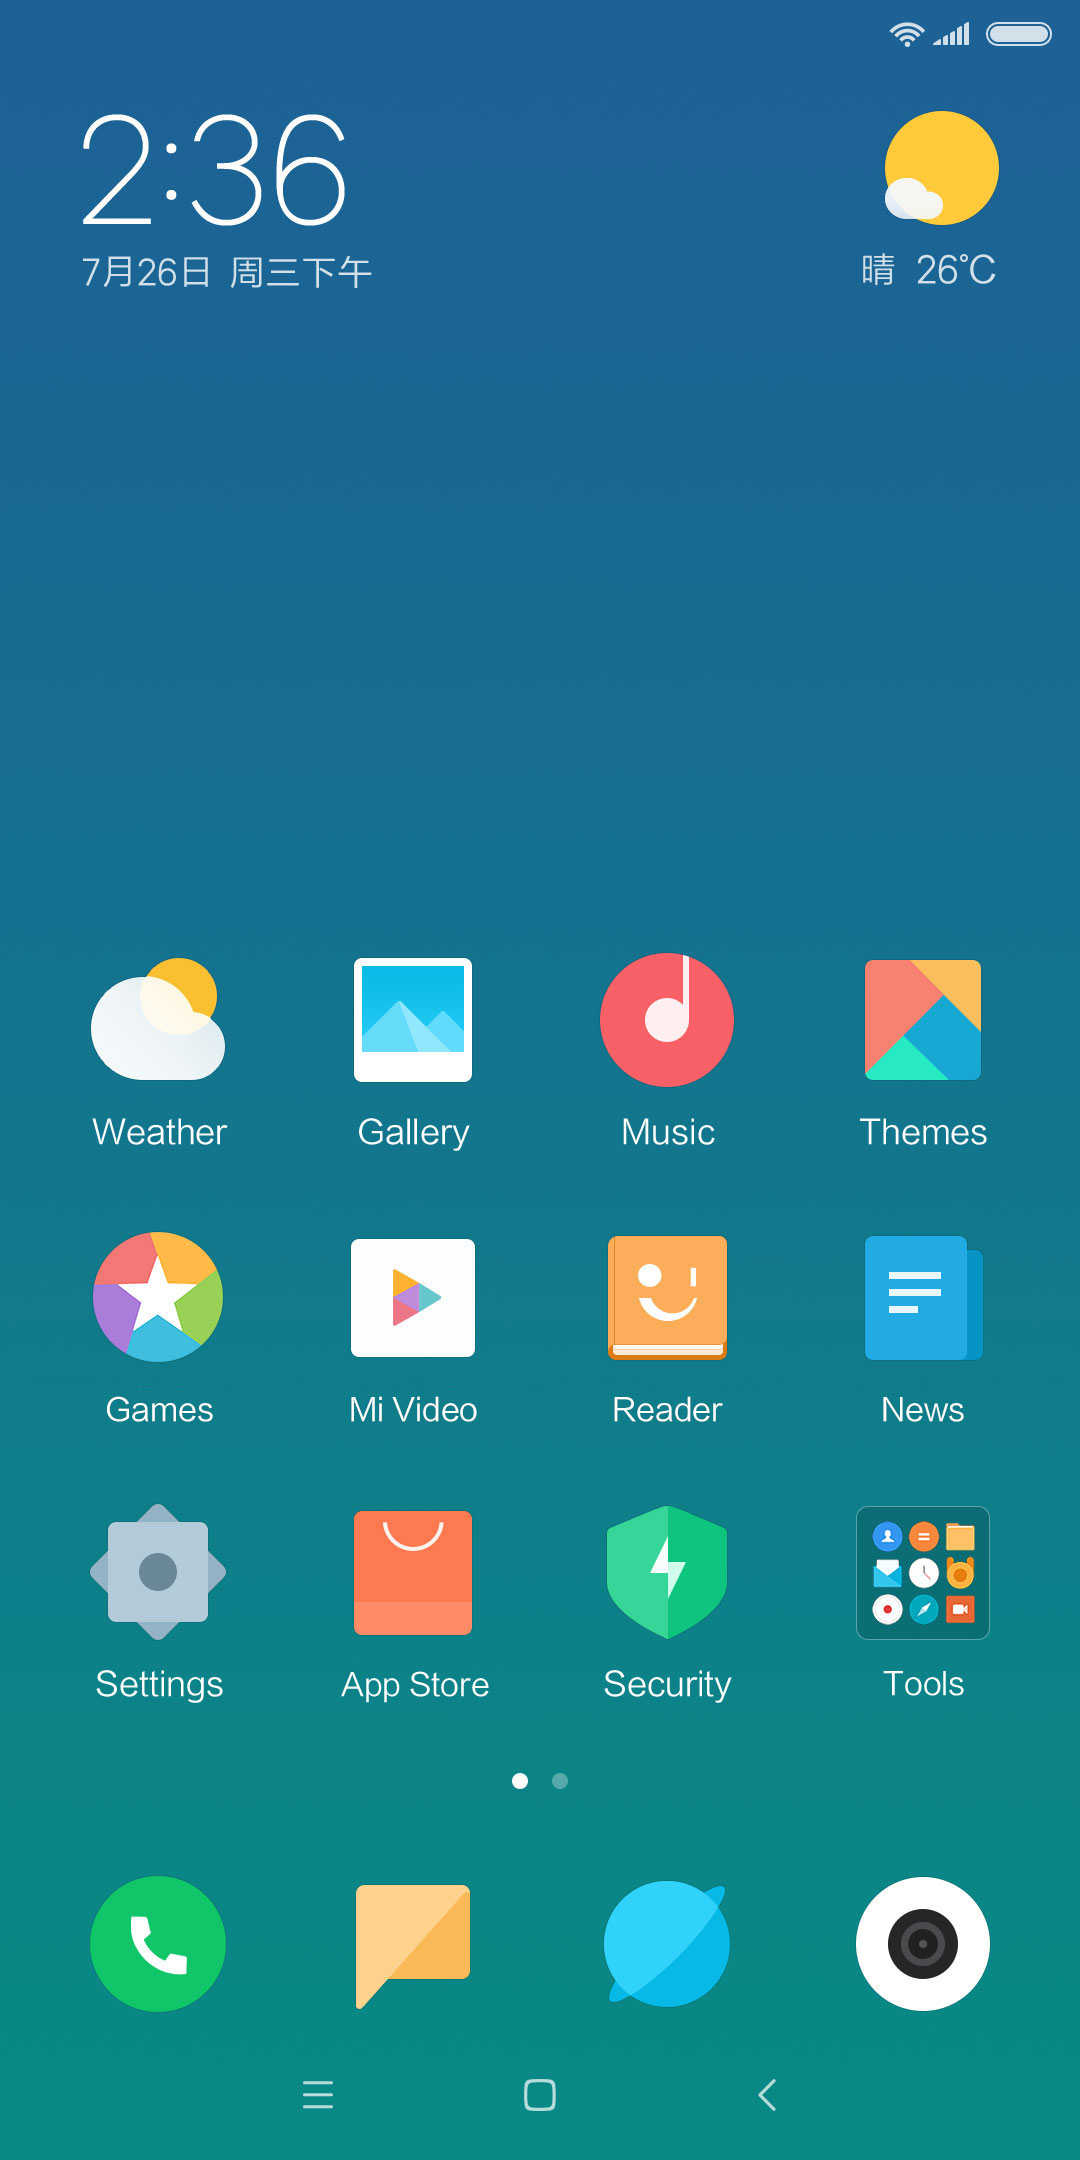 2:36
7月26日 周三下午
晴 26°C
Weather Gallery Music Themes
Games Mi Video Reader News
Settings App Store Security Tools